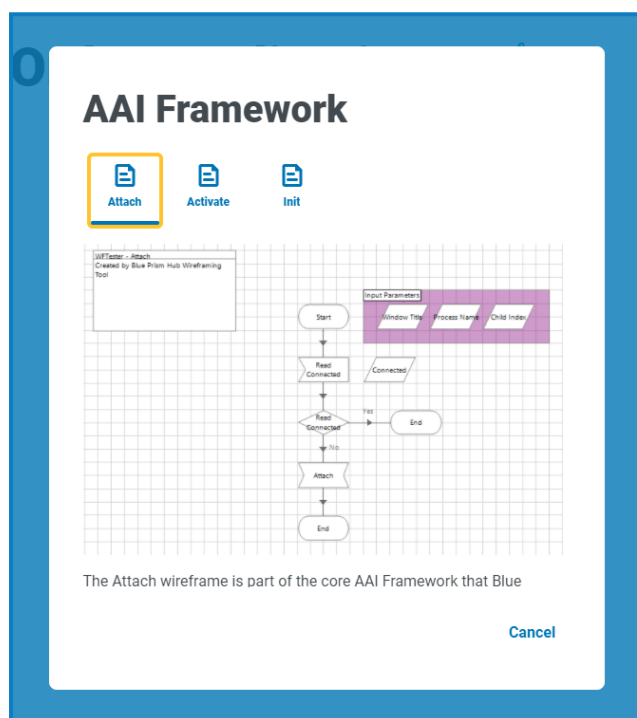 AAI Framework
Attach
Activate
Init
WFTester - Attach
Created by Blue Prism Hub Wireframing
Tool
Input Parameters
Start
Window Title
Process Name
Child Index
Read
Connected
Connected
Read
Connected
Yes
End
No
Attach
End
The Attach wireframe is part of the core AAI Framework that Blue
Cancel